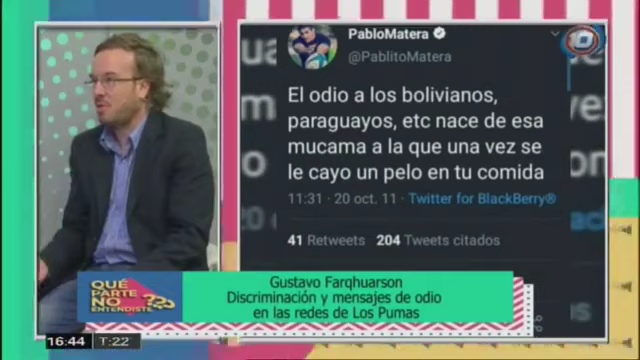 PabloMatera
@PablitoMatera
El odio a los bolivianos,
paraguayos, etc nace de esa
mucama a la que una vez se
le cayo un pelo en tu comida
11:31 · 20 oct. 11 · Twitter for BlackBerry®
41 Retweets 204 Tweets citados
QUÉ
PARTE
NO
ENTENDISTE
???
Gustavo Farqhuarson
Discriminación y mensajes de odio
en las redes de Los Pumas
16:44 T:22